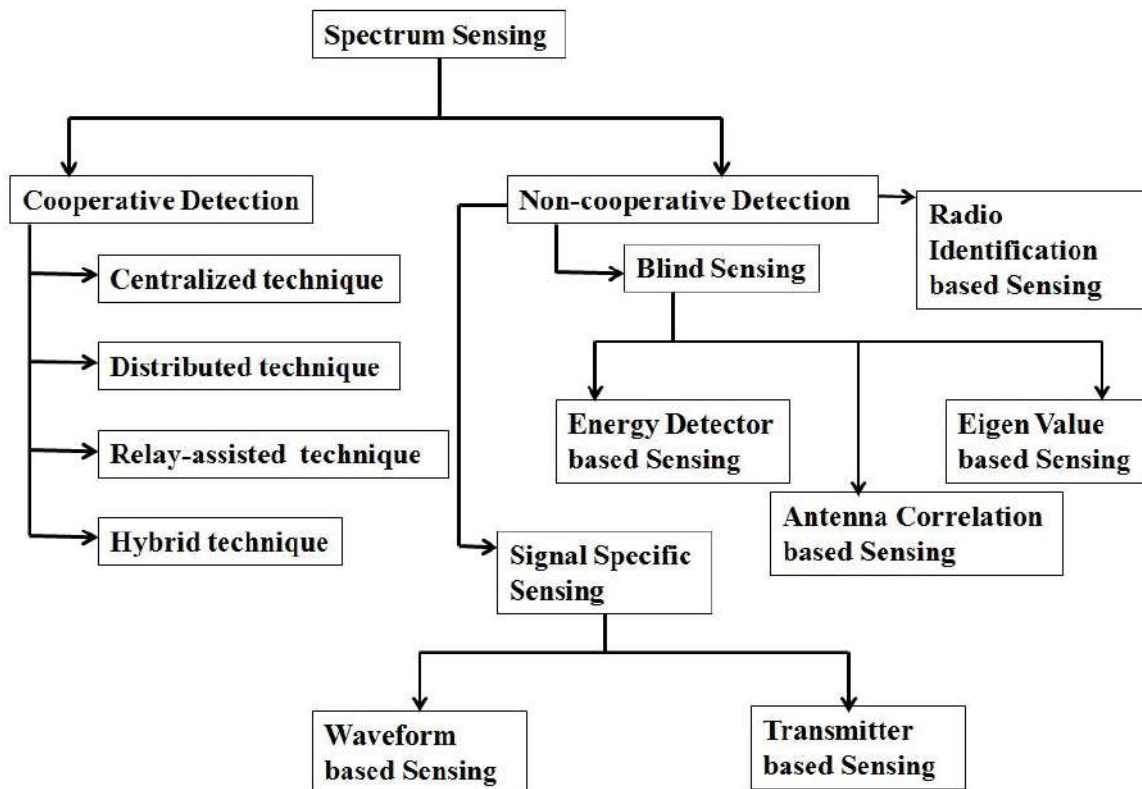 Spectrum Sensing
Cooperative Detection
Non-cooperative Detection
Radio
Identification
based Sensing
Blind Sensing
Centralized technique
Distributed technique
Relay-assisted technique
Hybrid technique
Energy Detector
based Sensing
Eigen Value
based Sensing
Antenna Correlation
based Sensing
Signal Specific
Sensing
Waveform
based Sensing
Transmitter
based Sensing